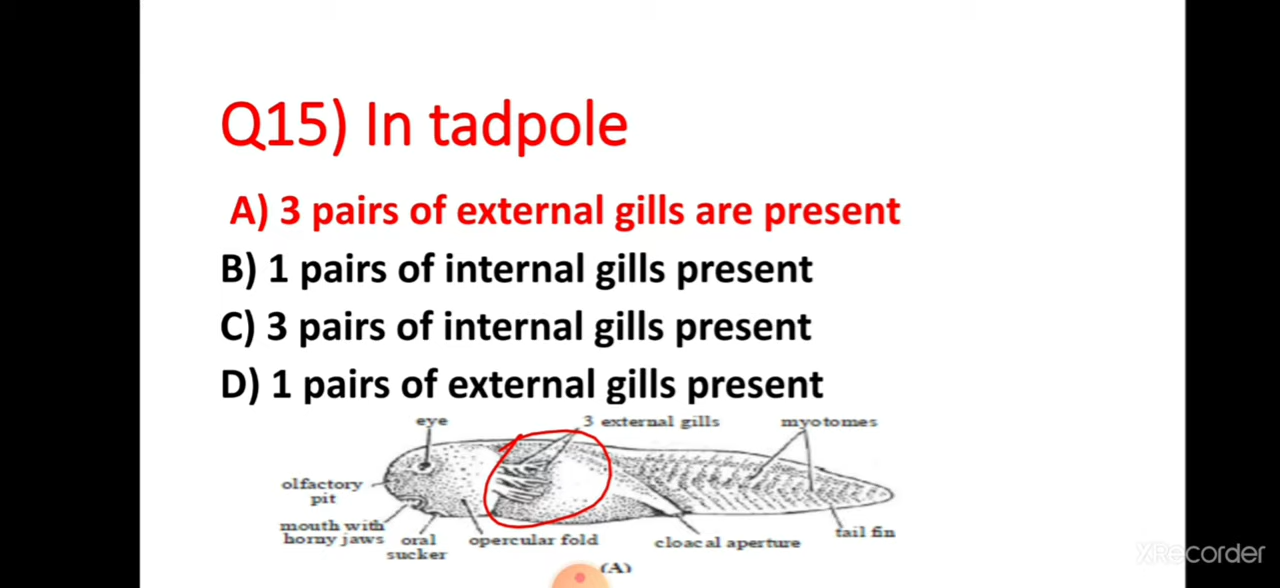 Q15) In tadpole
A) 3 pairs of external gills are present
B) 1 pairs of internal gills present
C) 3 pairs of internal gills present
D) 1 pairs of external gills present
eye
3 external gills
myotomes
olfactory
pit
mouth with
horny jaws
oral
sucker
opercular fold
cloacal aperture
tail fin
(A)
XRecorder